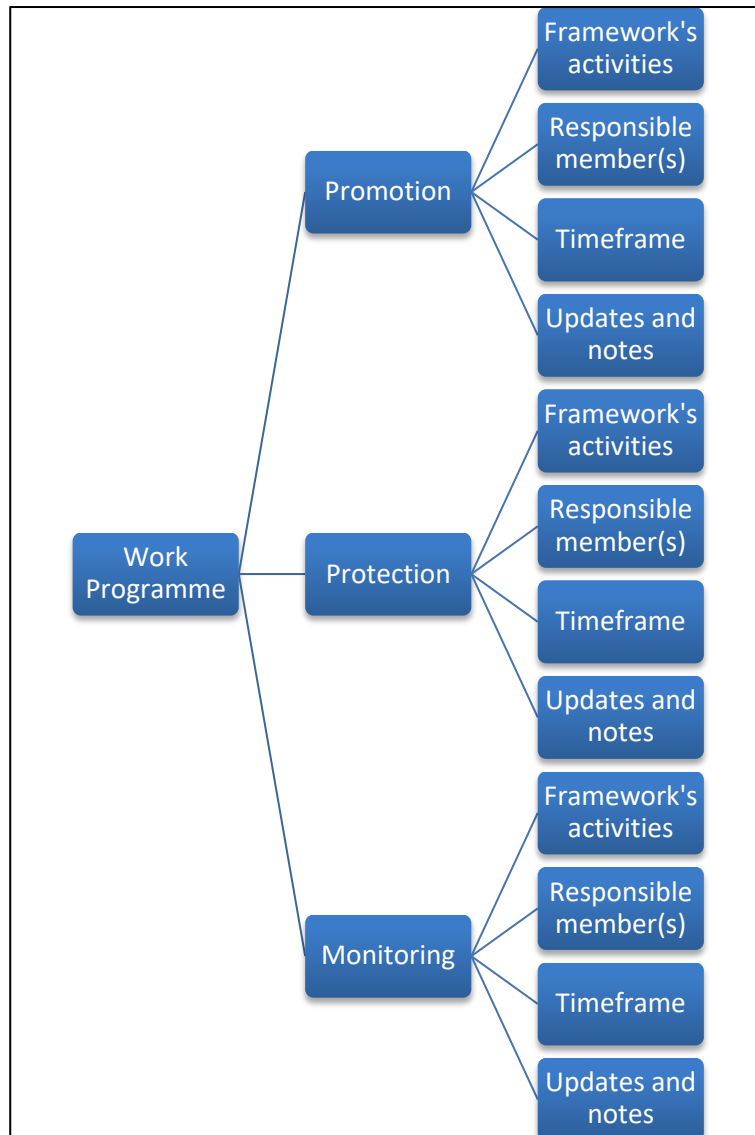 Framework's
activities
Responsible
member(s)
Promotion
Timeframe
Updates and
notes
Framework's
activities
Responsible
member(s)
Work
Programme
Protection
Timeframe
Updates and
notes
Framework's
activities
Responsible
member(s)
Monitoring
Timeframe
Updates and
notes